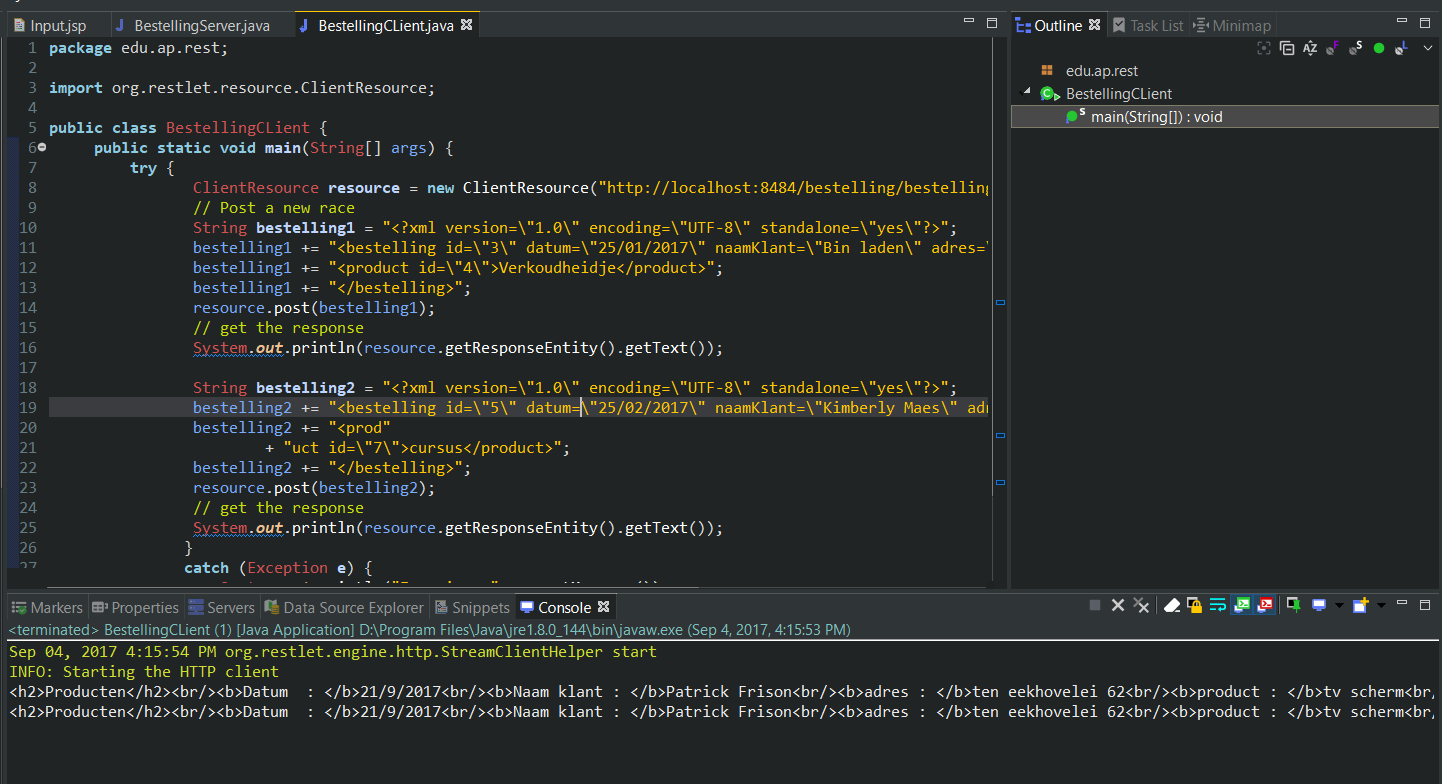 Input.jsp BestellingServer.java BestellingCLient.java
1 package edu.ap.rest;
2
3 import org.restlet.resource.ClientResource;
4
5 public class BestellingCLient {
6 public static void main(String[] args) {
7 try {
8 ClientResource resource = new ClientResource("http://localhost:8484/bestelling/bestelling
9 // Post a new race
10 String bestelling1 = "<?xml version=\"1.0\" encoding=\"UTF-8\" standalone=\"yes\"?>";
11 bestelling1 += "<bestelling id=\"3\" datum=\"25/01/2017\" naamKlant=\"Bin laden\" adres=\
12 bestelling1 += "<product id=\"4\">Verkoudheidje</product>";
13 bestelling1 += "</bestelling>";
14 resource.post(bestelling1);
15 // get the response
16 System.out.println(resource.getResponseEntity().getText());
17
18 String bestelling2 = "<?xml version=\"1.0\" encoding=\"UTF-8\" standalone=\"yes\"?>";
19 bestelling2 += "<bestelling id=\"5\" datum=\"25/02/2017\" naamKlant=\"Kimberly Maes\" adr
20 bestelling2 += "<prod"
21 + "uct id=\"7\">cursus</product>";
22 bestelling2 += "</bestelling>";
23 resource.post(bestelling2);
24 // get the response
25 System.out.println(resource.getResponseEntity().getText());
26 }
27 catch (Exception e) {
Outline Task List Minimap
edu.ap.rest
BestellingCLient
main(String[]) : void
Markers Properties Servers Data Source Explorer Snippets Console
<terminated> BestellingCLient (1) [Java Application] D:\Program Files\Java\jre1.8.0_144\bin\javaw.exe (Sep 4, 2017, 4:15:53 PM)
Sep 04, 2017 4:15:54 PM org.restlet.engine.http.StreamClientHelper start
INFO: Starting the HTTP client
<h2>Producten</h2><br/><b>Datum  : </b>21/9/2017<br/><b>Naam klant : </b>Patrick Frison<br/><b>adres : </b>ten eekhovelei 62<br/><b>product : </b>tv scherm<br,
<h2>Producten</h2><br/><b>Datum  : </b>21/9/2017<br/><b>Naam klant : </b>Patrick Frison<br/><b>adres : </b>ten eekhovelei 62<br/><b>product : </b>tv scherm<br,